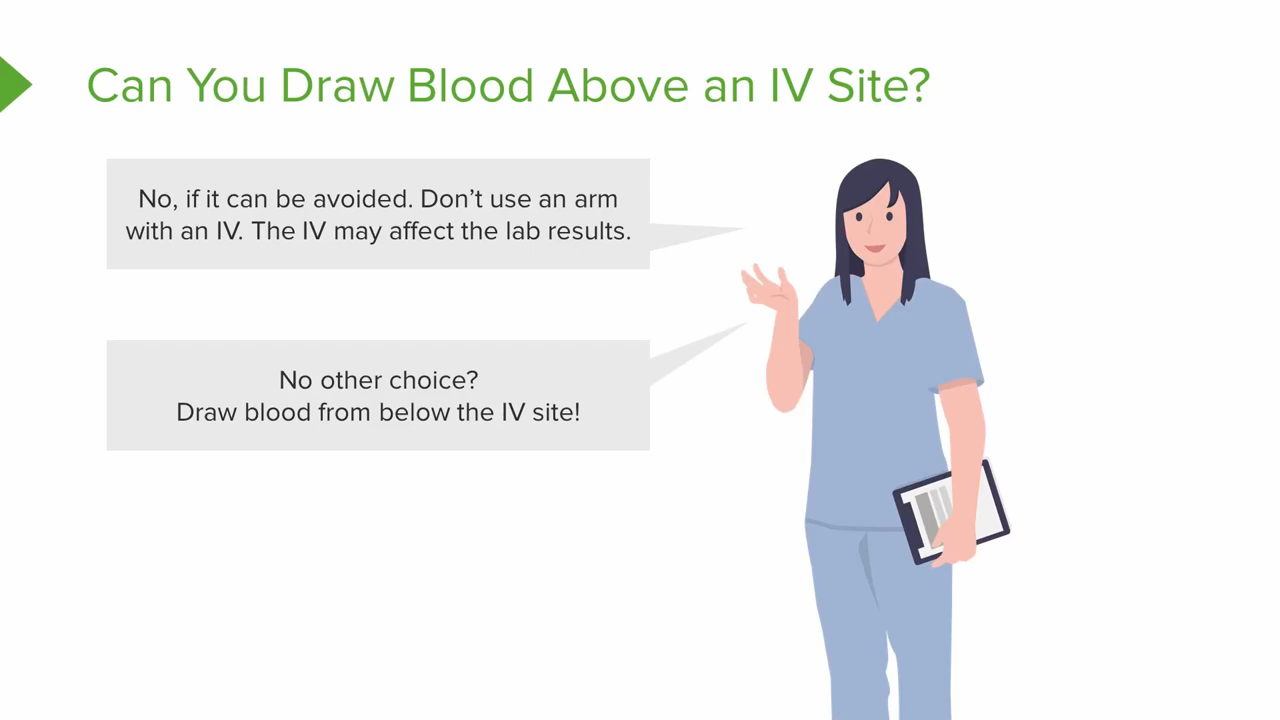 Can You Draw Blood Above an IV Site?
No, if it can be avoided. Don’t use an arm
with an IV. The IV may affect the lab results.
No other choice?
Draw blood from below the IV site!